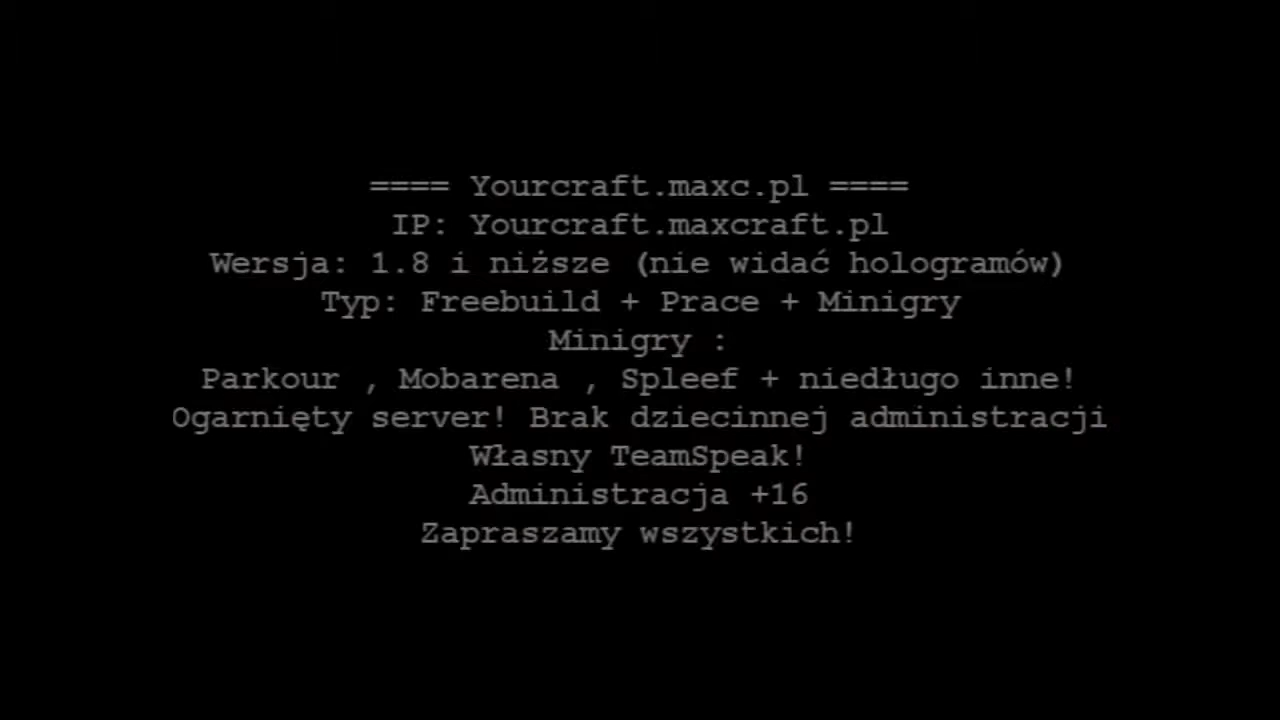 ==== Yourcraft.maxc.pl ====
IP: Yourcraft.maxcraft.pl
Wersja: 1.8 i niższe (nie widać hologramów)
Typ: Freebuild + Prace + Minigry
Minigry :
Parkour , Mobarena , Spleef + niedługo inne!
Ogarnięty server! Brak dziecinnej administracji
Własny TeamSpeak!
Administracja +16
Zapraszamy wszystkich!